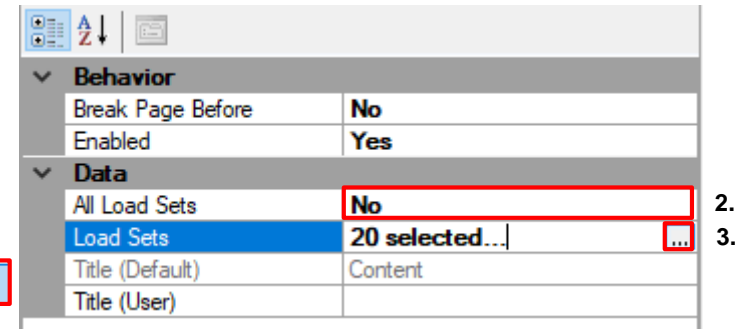 Behavior
Break Page Before No
Enabled Yes
Data
All Load Sets No 2.
Load Sets 20 selected... ... 3.
Title (Default) Content
Title (User)